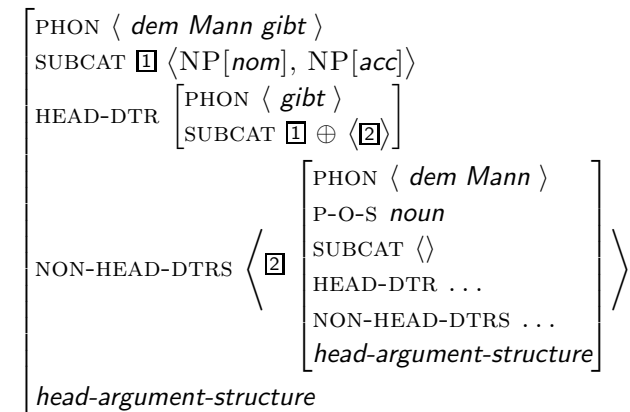 PHON ⟨ dem Mann gibt ⟩
SUBCAT 1 ⟨NP[nom], NP[acc]⟩
HEAD-DTR [PHON ⟨ gibt ⟩
SUBCAT 1 ⊕ ⟨2⟩]
NON-HEAD-DTRS ⟨ 2 [PHON ⟨ dem Mann ⟩
P-O-S noun
SUBCAT ⟨⟩
HEAD-DTR ...
NON-HEAD-DTRS ...
head-argument-structure] ⟩
head-argument-structure